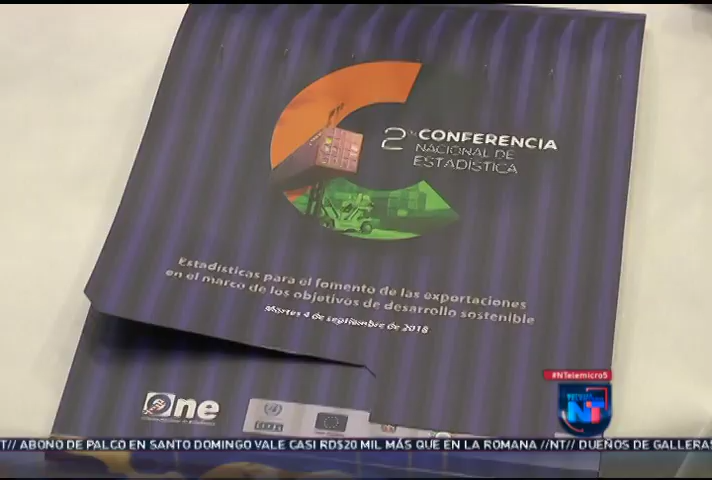 2ª CONFERENCIA
NACIONAL DE
ESTADÍSTICA
Estadísticas para el fomento de las exportaciones
en el marco de los objetivos de desarrollo sostenible
Martes 4 de septiembre de 2018
one
#NTelemicro5
NT
T// ABONO DE PALCO EN SANTO DOMINGO VALE CASI RD$20 MIL MÁS QUE EN LA ROMANA //NT// DUEÑOS DE GALLERAS